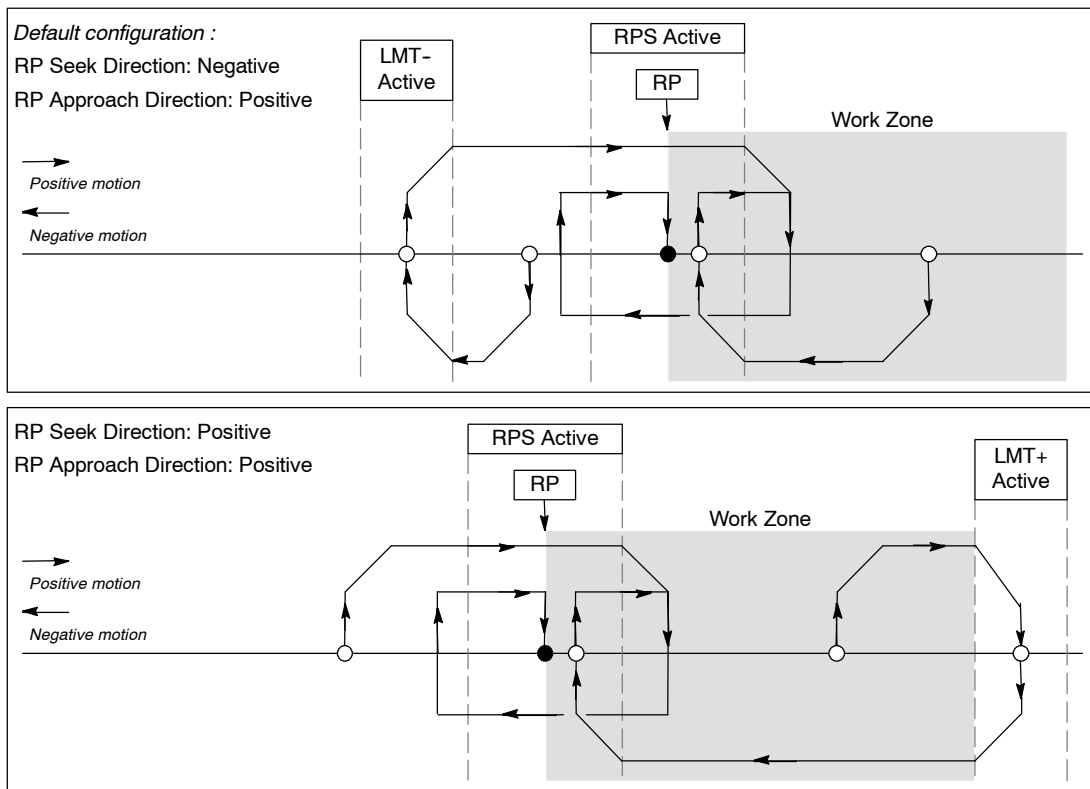 Default configuration :
RP Seek Direction: Negative
RP Approach Direction: Positive
LMT-
Active
RPS Active
RP
Work Zone
Positive motion
Negative motion
RP Seek Direction: Positive
RP Approach Direction: Positive
RPS Active
RP
LMT+
Active
Work Zone
Positive motion
Negative motion